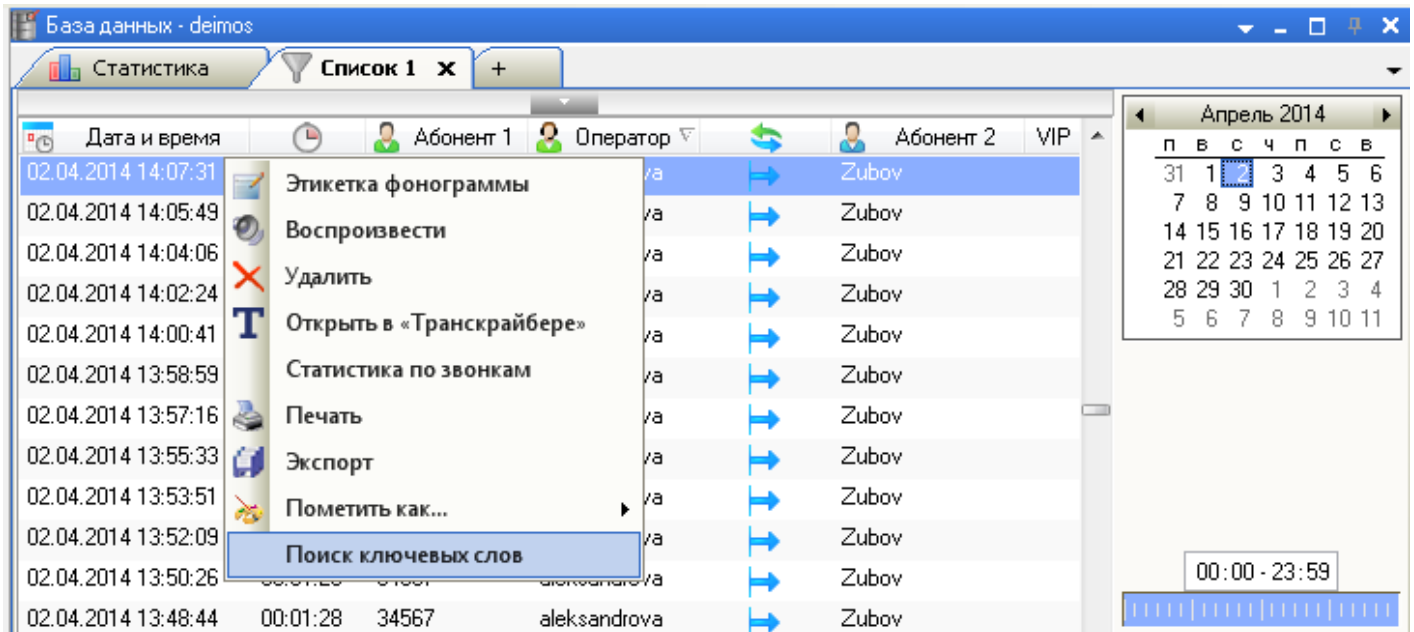 База данных - deimos
Статистика
Список 1 x +
Апрель 2014
Дата и время Абонент 1 Оператор Абонент 2 VIP
п в с ч п с в
31 1 2 3 4 5 6
7 8 9 10 11 12 13
14 15 16 17 18 19 20
21 22 23 24 25 26 27
28 29 30 1 2 3 4
5 6 7 8 9 10 11
02.04.2014 14:07:31 va Zubov
02.04.2014 14:05:49 va Zubov
02.04.2014 14:04:06 va Zubov
02.04.2014 14:02:24 va Zubov
02.04.2014 14:00:41 va Zubov
02.04.2014 13:58:59 va Zubov
02.04.2014 13:57:16 va Zubov
02.04.2014 13:55:33 va Zubov
02.04.2014 13:53:51 va Zubov
02.04.2014 13:52:09 va Zubov
02.04.2014 13:50:26 Zubov
02.04.2014 13:48:44 00:01:28 34567 aleksandrova Zubov
Этикетка фонограммы
Воспроизвести
Удалить
T Открыть в «Транскрайбере»
Статистика по звонкам
Печать
Экспорт
Пометить как...
Поиск ключевых слов
00:00 - 23:59